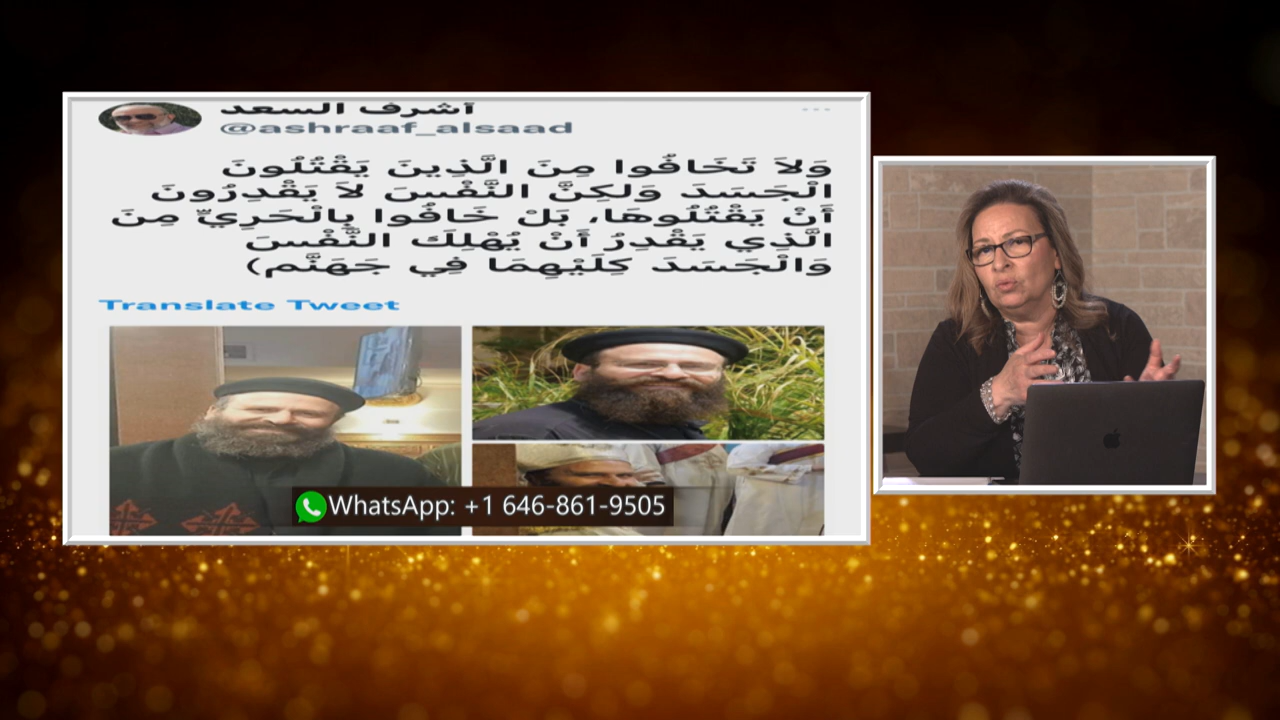 أشرف السعد
@ashraaf_alsaad
وَلاَ تَخَافُوا مِنَ الَّذِينَ يَقْتُلُونَ
الْجَسَدَ وَلكِنَّ النَّفْسَ لاَ يَقْدِرُونَ
أَنْ يَقْتُلُوهَا، بَلْ خَافُوا بِالْحَرِيِّ مِنَ
الَّذِي يَقْدِرُ أَنْ يُهْلِكَ النَّفْسَ
وَالْجَسَدَ كِلَيْهِمَا فِي جَهَنَّم)
Translate Tweet
WhatsApp: +1 646-861-9505